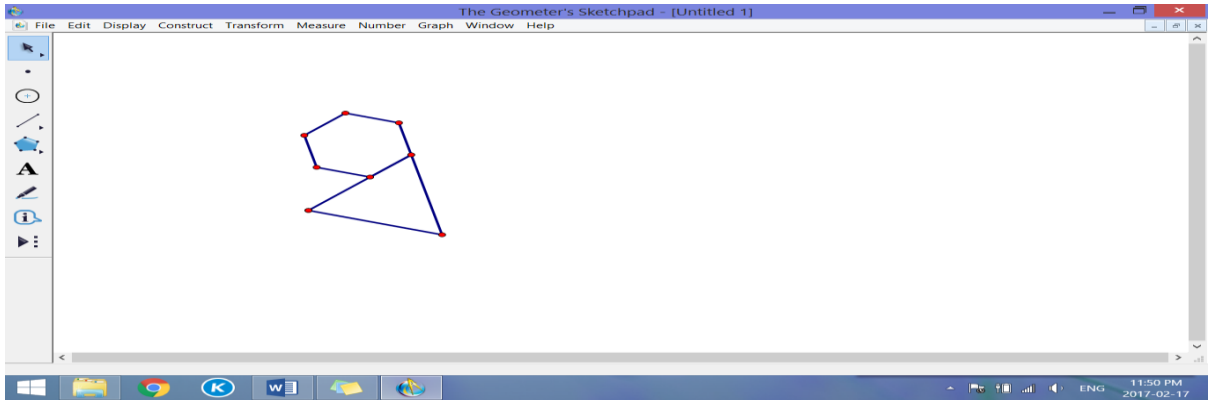 The Geometer's Sketchpad - [Untitled 1]
File Edit Display Construct Transform Measure Number Graph Window Help
A
i
K
W
ENG
11:50 PM
2017-02-17